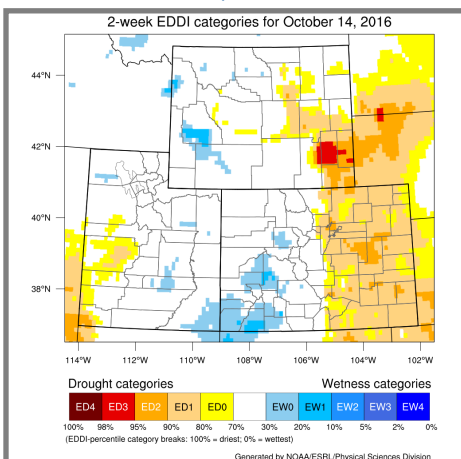 2-week EDDI categories for October 14, 2016
44°N
42°N
40°N
38°N
114°W 112°W 110°W 108°W 106°W 104°W 102°W
Drought categories Wetness categories
ED4 ED3 ED2 ED1 ED0 EW0 EW1 EW2 EW3 EW4
100% 98% 95% 90% 80% 70% 30% 20% 10% 5% 2% 0%
(EDDI-percentile category breaks: 100% = driest; 0% = wettest)
Generated by NOAA/ESRL/Physical Sciences Division